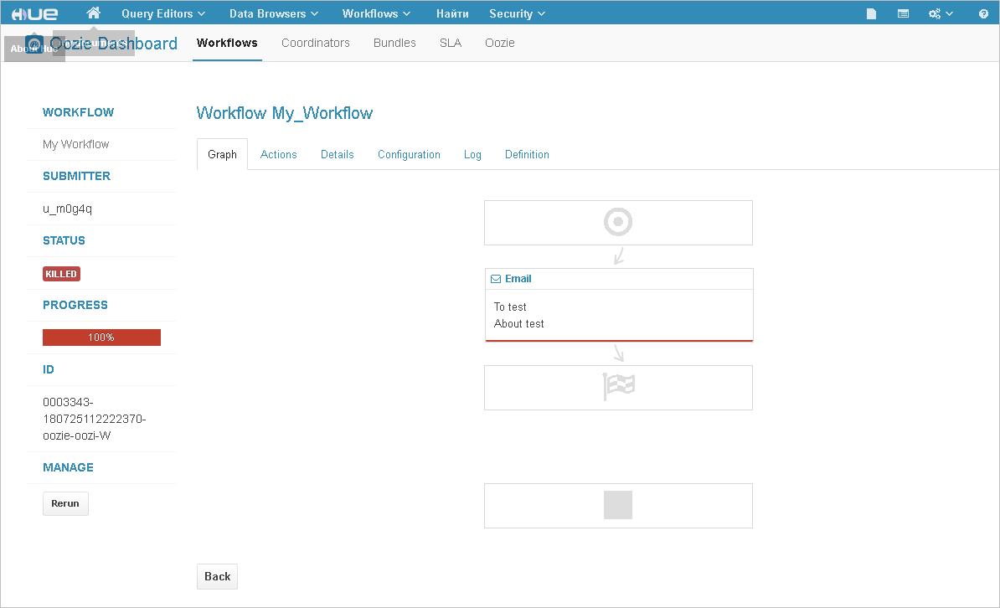 HUE
Query Editors
Data Browsers
Workflows
Найти
Security
About Hue
Oozie Dashboard
Workflows
Coordinators
Bundles
SLA
Oozie
WORKFLOW
My Workflow
SUBMITTER
u_m0g4q
STATUS
KILLED
PROGRESS
100%
ID
0003343-
180725112222370-
oozie-oozi-W
MANAGE
Rerun
Workflow My_Workflow
Graph
Actions
Details
Configuration
Log
Definition
Email
To test
About test
Back